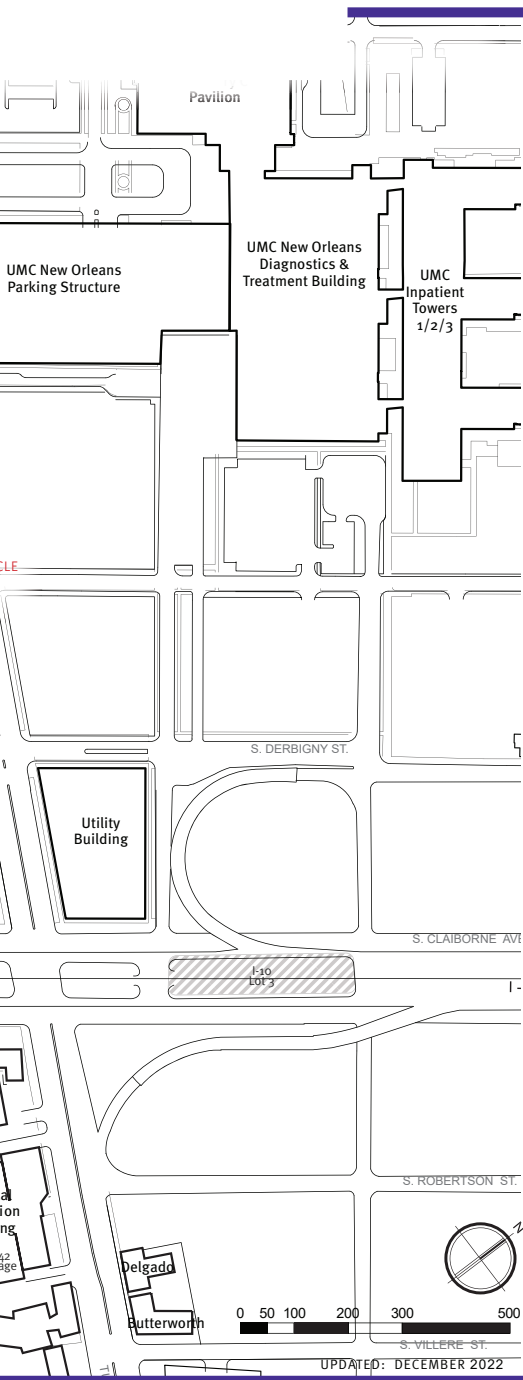 Pavilion
UMC New Orleans
Diagnostics &
Treatment Building
UMC New Orleans
Parking Structure
UMC
Inpatient
Towers
1/2/3
S. DERBIGNY ST.
Utility
Building
S. CLAIBORNE AVE
I-10
Lot 3
I -
S. ROBERTSON ST.
N
Delgado
Butterworth
0 50 100 200 300 500
S. VILLERE ST.
UPDATED: DECEMBER 2022